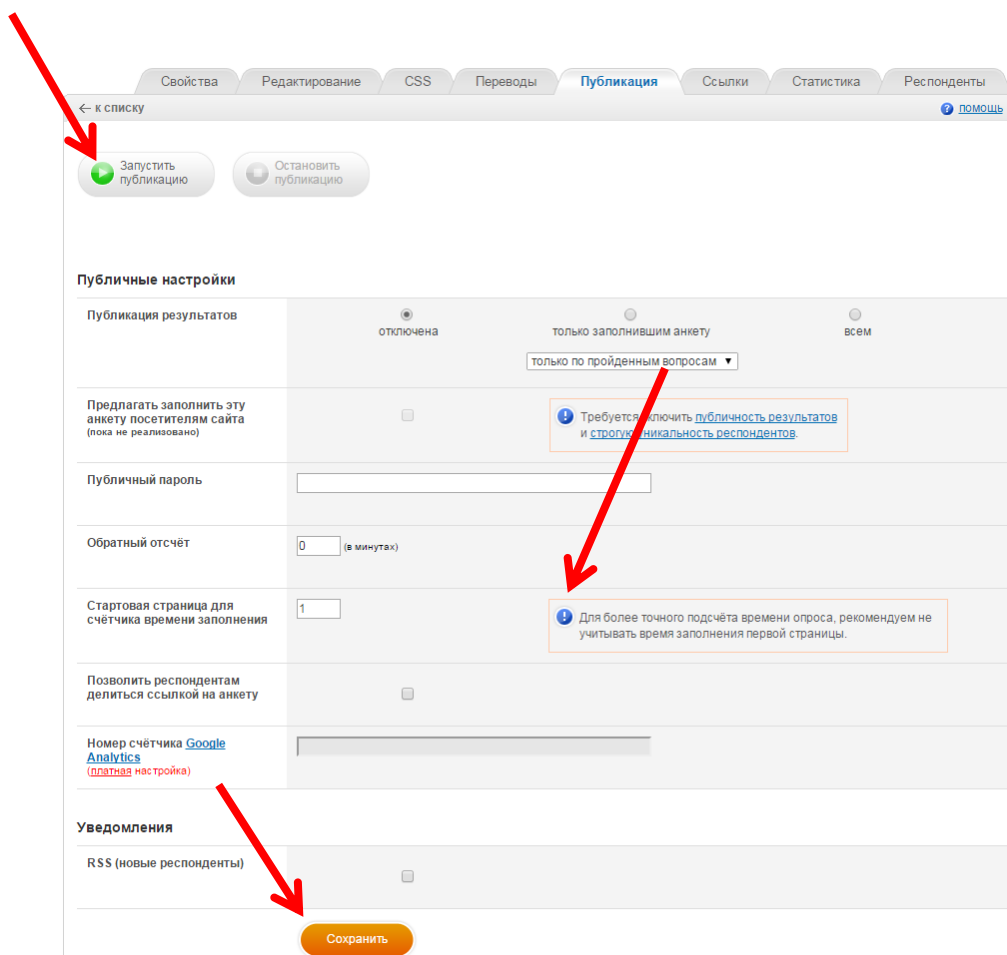 Свойства Редактирование CSS Переводы Публикация Ссылки Статистика Респонденты
← к списку ? помощь
Запустить публикацию
Остановить публикацию
Публичные настройки
Публикация результатов
отключена только заполнившим анкету всем
только по пройденным вопросам ▼
Предлагать заполнить эту
анкету посетителям сайта
(пока не реализовано)
! Требуется включить публичность результатов
и строгую уникальность респондентов.
Публичный пароль
Обратный отсчёт 0 (в минутах)
Стартовая страница для
счётчика времени заполнения
1
! Для более точного подсчёта времени опроса, рекомендуем не
учитывать время заполнения первой страницы.
Позволить респондентам
делиться ссылкой на анкету
Номер счётчика Google
Analytics
(платная настройка)
Уведомления
RSS (новые респонденты)
Сохранить